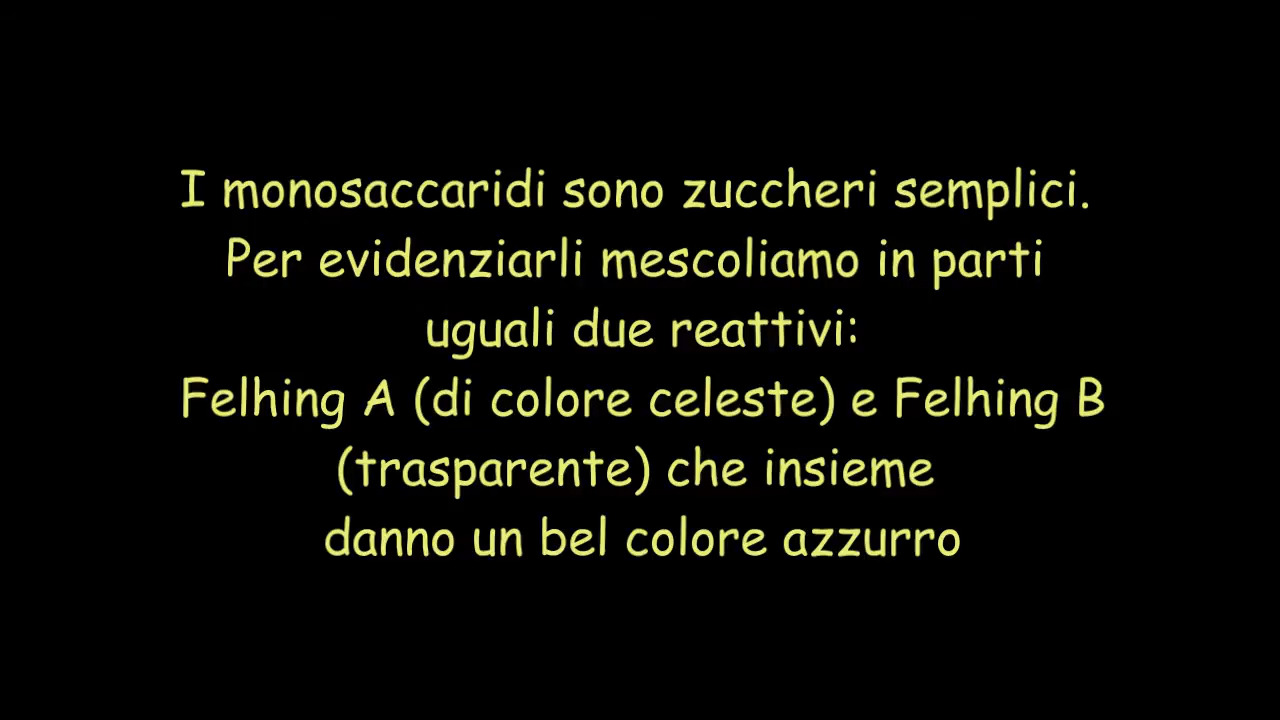 I monosaccaridi sono zuccheri semplici.
Per evidenziarli mescoliamo in parti
uguali due reattivi:
Felhing A (di colore celeste) e Felhing B
(trasparente) che insieme
danno un bel colore azzurro